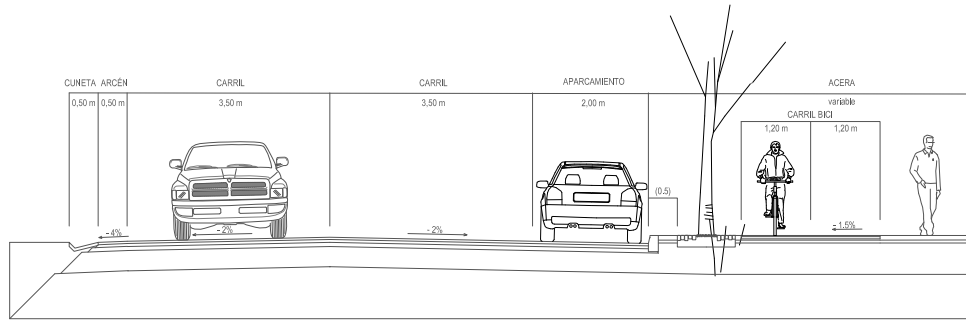 CUNETA ARCÉN CARRIL CARRIL APARCAMIENTO ACERA
0,50 m 0,50 m 3,50 m 3,50 m 2,00 m variable
CARRIL BICI
1,20 m 1,20 m
(0.5)
-4% -2% -2% -1.5%